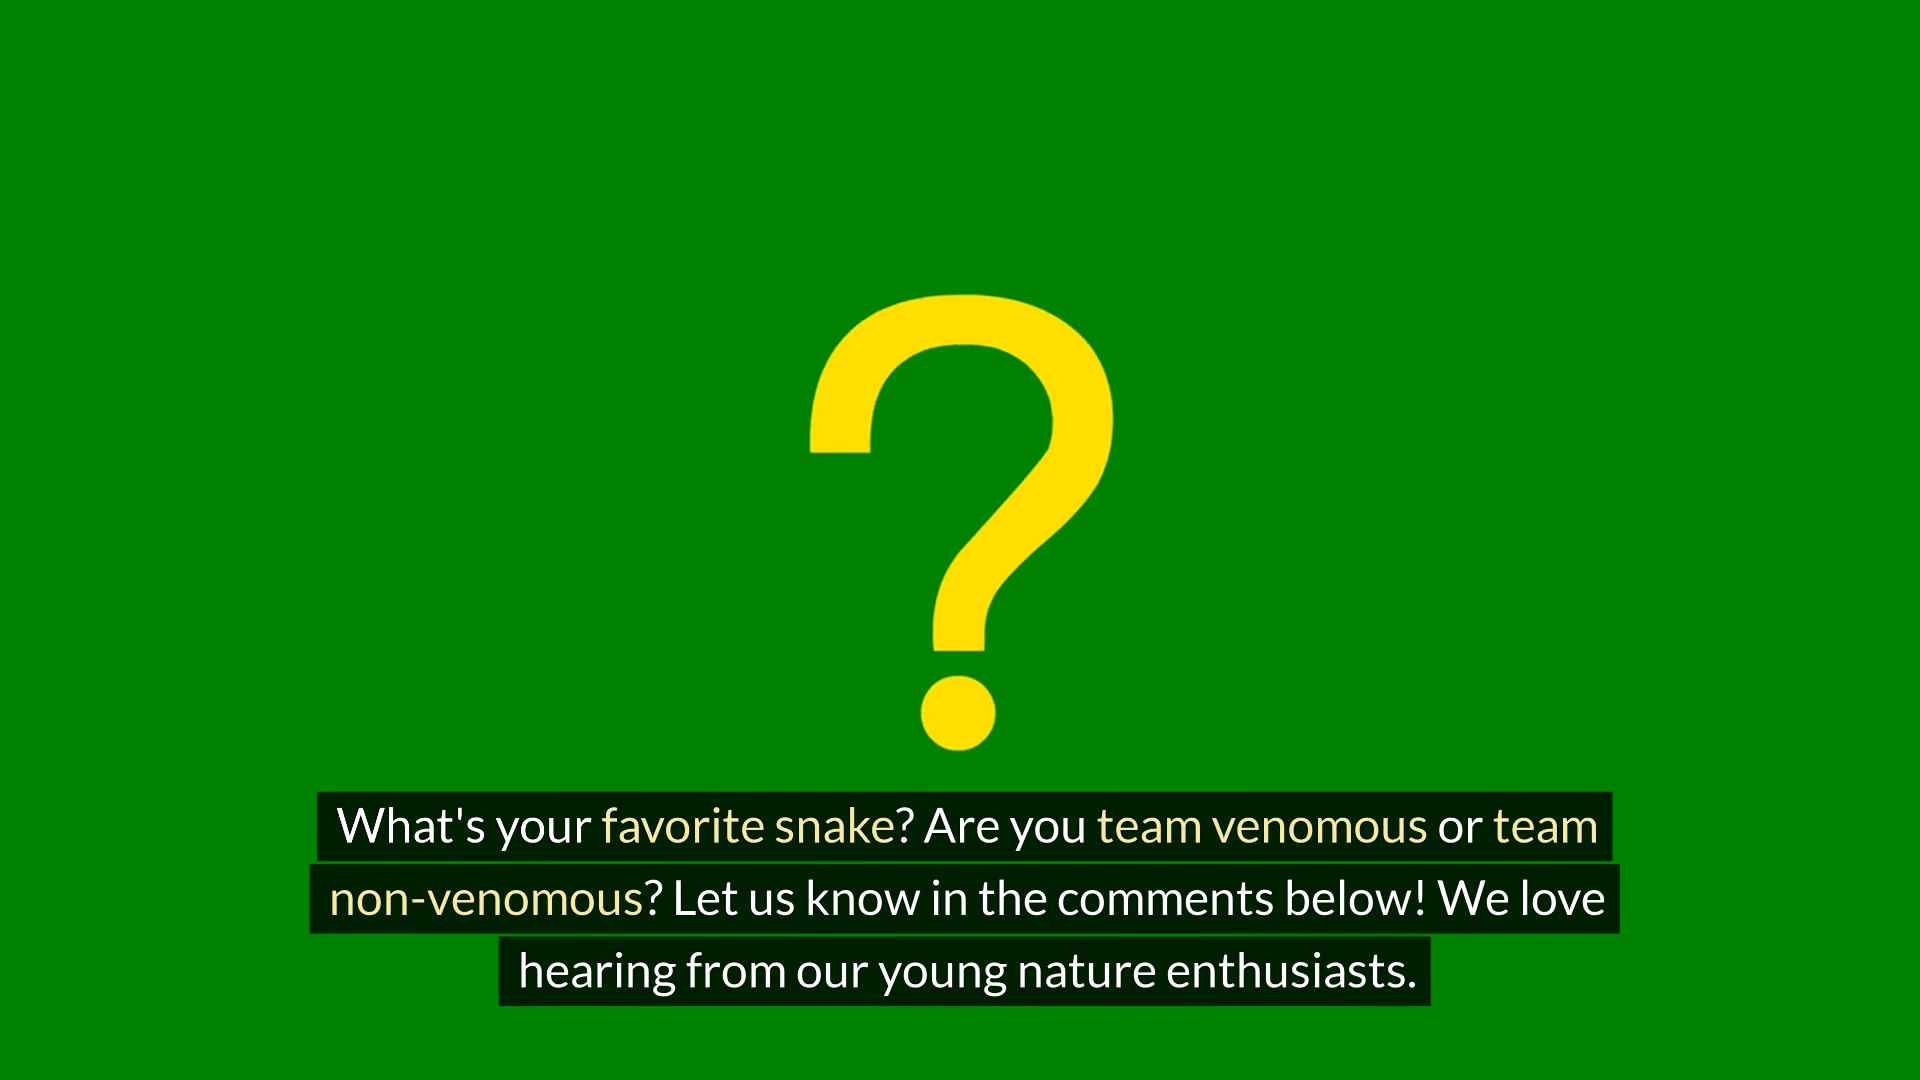 ?
What's your favorite snake? Are you team venomous or team
non-venomous? Let us know in the comments below! We love
hearing from our young nature enthusiasts.